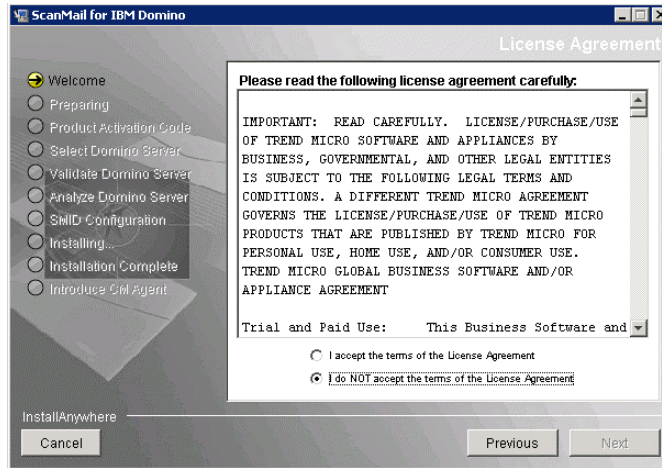 ScanMail for IBM Domino
License Agreement
Welcome
Preparing
Product Activation Code
Select Domino Server
Validate Domino Server
Analyze Domino Server
SMD Configuration
Installing...
Installation Complete
Introduce CM Agent
Please read the following license agreement carefully:
IMPORTANT: READ CAREFULLY. LICENSE/PURCHASE/USE
OF TREND MICRO SOFTWARE AND APPLIANCES BY
BUSINESS, GOVERNMENTAL, AND OTHER LEGAL ENTITIES
IS SUBJECT TO THE FOLLOWING LEGAL TERMS AND
CONDITIONS. A DIFFERENT TREND MICRO AGREEMENT
GOVERNS THE LICENSE/PURCHASE/USE OF TREND MICRO
PRODUCTS THAT ARE PUBLISHED BY TREND MICRO FOR
PERSONAL USE, HOME USE, AND/OR CONSUMER USE.
TREND MICRO GLOBAL BUSINESS SOFTWARE AND/OR
APPLIANCE AGREEMENT
Trial and Paid Use: This Business Software and
I accept the terms of the License Agreement
I do NOT accept the terms of the License Agreement
InstallAnywhere
Cancel
Previous
Next